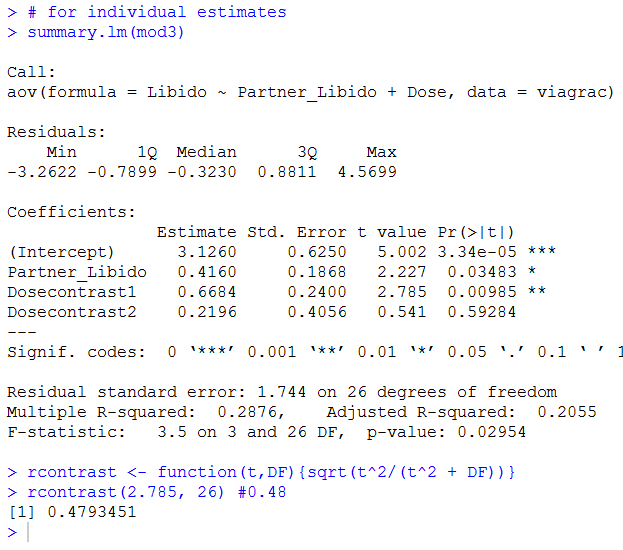 > # for individual estimates
> summary.lm(mod3)
Call:
aov(formula = Libido ~ Partner_Libido + Dose, data = viagrac)
Residuals:
    Min      1Q  Median      3Q     Max
-3.2622 -0.7899 -0.3230  0.8811  4.5699
Coefficients:
               Estimate Std. Error t value Pr(>|t|)
(Intercept)      3.1260     0.6250   5.002 3.34e-05 ***
Partner_Libido   0.4160     0.1868   2.227  0.03483 *
Dosecontrast1    0.6684     0.2400   2.785  0.00985 **
Dosecontrast2    0.2196     0.4056   0.541  0.59284
---
Signif. codes:  0 ‘***’ 0.001 ‘**’ 0.01 ‘*’ 0.05 ‘.’ 0.1 ‘ ’ 1
Residual standard error: 1.744 on 26 degrees of freedom
Multiple R-squared:  0.2876,    Adjusted R-squared:  0.2055
F-statistic:   3.5 on 3 and 26 DF,  p-value: 0.02954
> rcontrast <- function(t,DF){sqrt(t^2/(t^2 + DF))}
> rcontrast(2.785, 26) #0.48
[1] 0.4793451
>